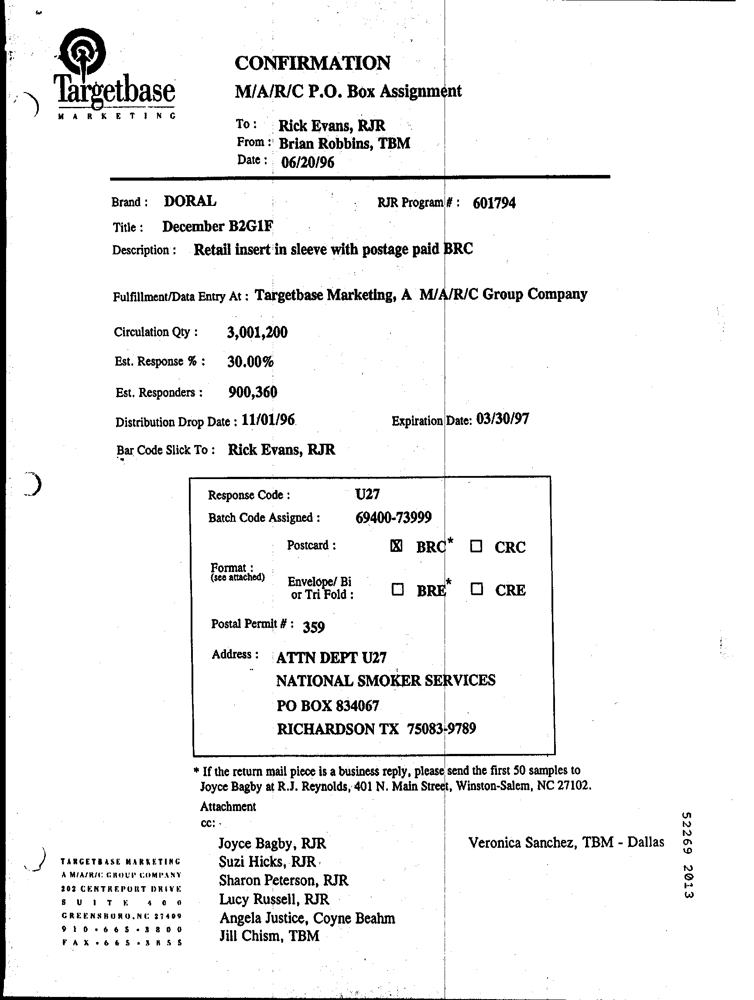 Targetbase
MARKETING
CONFIRMATION
M/A/R/C P.O. Box Assignment
To : Rick Evans, RJR
From : Brian Robbins, TBM
Date : 06/20/96
Brand : DORAL RJR Program # : 601794
Title : December B2G1F
Description : Retail insert in sleeve with postage paid BRC
Fulfillment/Data Entry At : Targetbase Marketing, A M/A/R/C Group Company
Circulation Qty : 3,001,200
Est. Response % : 30.00%
Est. Responders : 900,360
Distribution Drop Date : 11/01/96 Expiration Date: 03/30/97
Bar Code Slick To : Rick Evans, RJR
Response Code : U27
Batch Code Assigned : 69400-73999
Postcard : ☒ BRC* ☐ CRC
Format :
(see attached)
Envelope/ Bi
or Tri Fold : ☐ BRE* ☐ CRE
Postal Permit # : 359
Address : ATTN DEPT U27
NATIONAL SMOKER SERVICES
PO BOX 834067
RICHARDSON TX 75083-9789
* If the return mail piece is a business reply, please send the first 50 samples to
Joyce Bagby at R.J. Reynolds, 401 N. Main Street, Winston-Salem, NC 27102.
Attachment
cc:
Joyce Bagby, RJR Veronica Sanchez, TBM - Dallas
Suzi Hicks, RJR
Sharon Peterson, RJR
Lucy Russell, RJR
Angela Justice, Coyne Beahm
Jill Chism, TBM
TARGETBASE MARKETING
A M/A/R/C GROUP COMPANY
202 CENTREPORT DRIVE
SUITE 400
GREENSBORO, NC 27409
910 • 665 • 3800
FAX • 665 • 3855
52269 2013